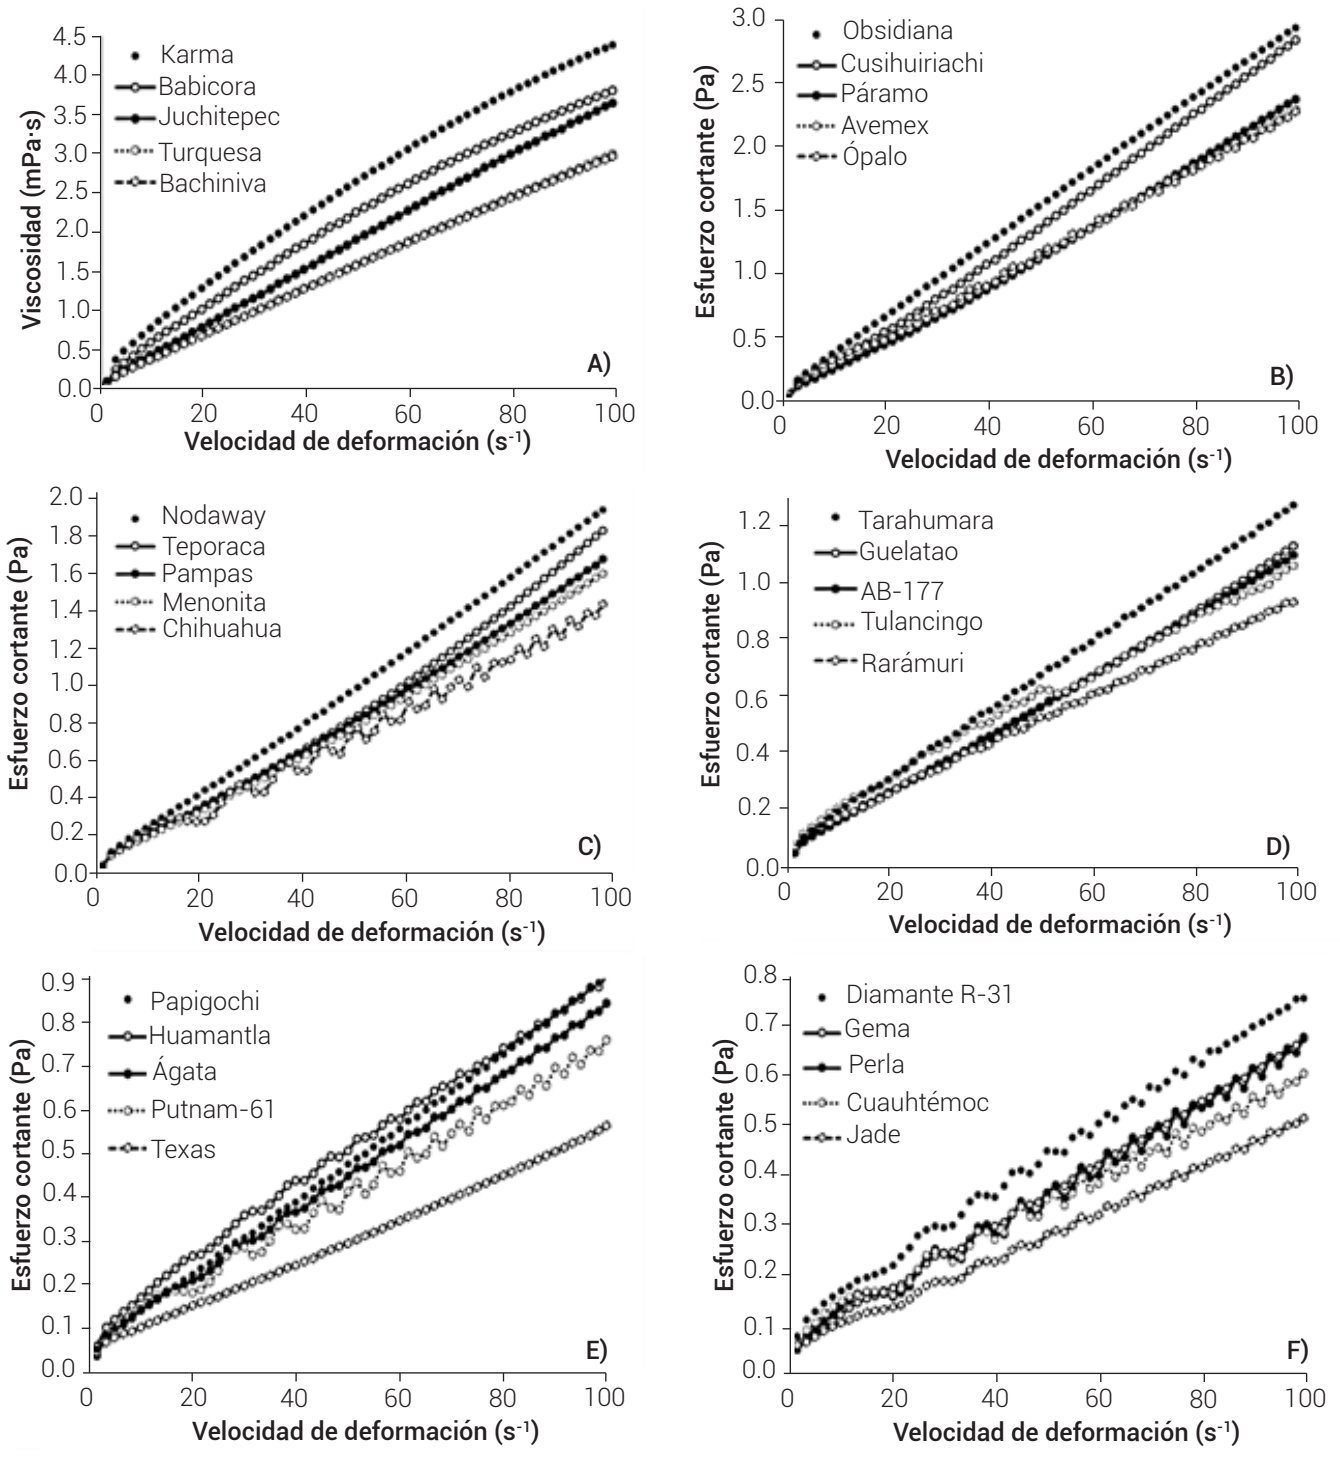 4.5
4.0
3.5
3.0
2.5
2.0
1.5
1.0
0.5
0.0
Viscosidad (mPa·s)
Karma
Babicora
Juchitepec
Turquesa
Bachiniva
A)
0 20 40 60 80 100
Velocidad de deformación (s-1)
3.0
2.5
2.0
1.5
1.0
0.5
0.0
Esfuerzo cortante (Pa)
Obsidiana
Cusihuiriachi
Páramo
Avemex
Ópalo
B)
0 20 40 60 80 100
Velocidad de deformación (s-1)
2.0
1.8
1.6
1.4
1.2
1.0
0.8
0.6
0.4
0.2
0.0
Esfuerzo cortante (Pa)
Nodaway
Teporaca
Pampas
Menonita
Chihuahua
C)
0 20 40 60 80 100
Velocidad de deformación (s-1)
1.2
1.0
0.8
0.6
0.4
0.2
0.0
Esfuerzo cortante (Pa)
Tarahumara
Guelatao
AB-177
Tulancingo
Rarámuri
D)
0 20 40 60 80 100
Velocidad de deformación (s-1)
0.9
0.8
0.7
0.6
0.5
0.4
0.3
0.2
0.1
0.0
Esfuerzo cortante (Pa)
Papigochi
Huamantla
Ágata
Putnam-61
Texas
E)
0 20 40 60 80 100
Velocidad de deformación (s-1)
0.8
0.7
0.6
0.5
0.4
0.3
0.2
0.1
0.0
Esfuerzo cortante (Pa)
Diamante R-31
Gema
Perla
Cuauhtémoc
Jade
F)
0 20 40 60 80 100
Velocidad de deformación (s-1)